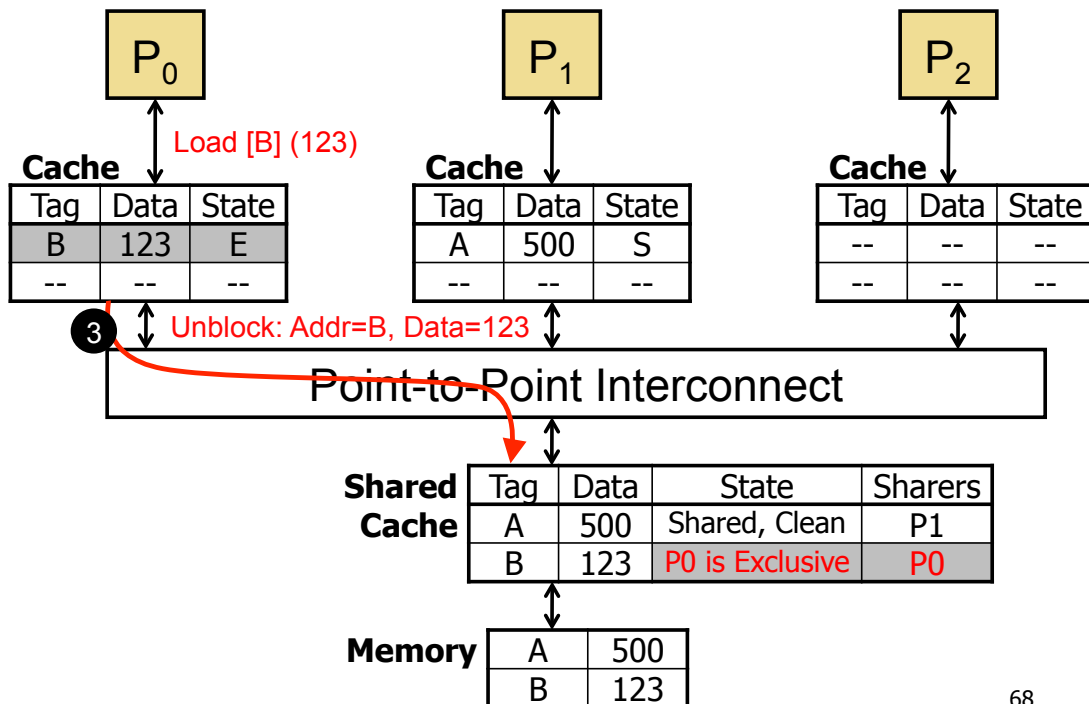 P0 P1 P2
Load [B] (123)
Cache Cache Cache
Tag Data State Tag Data State Tag Data State
B 123 E A 500 S -- -- --
-- -- -- -- -- -- -- -- --
3 Unblock: Addr=B, Data=123
Point-to-Point Interconnect
Shared Tag Data State Sharers
Cache A 500 Shared, Clean P1
B 123 P0 is Exclusive P0
Memory A 500
B 123
68